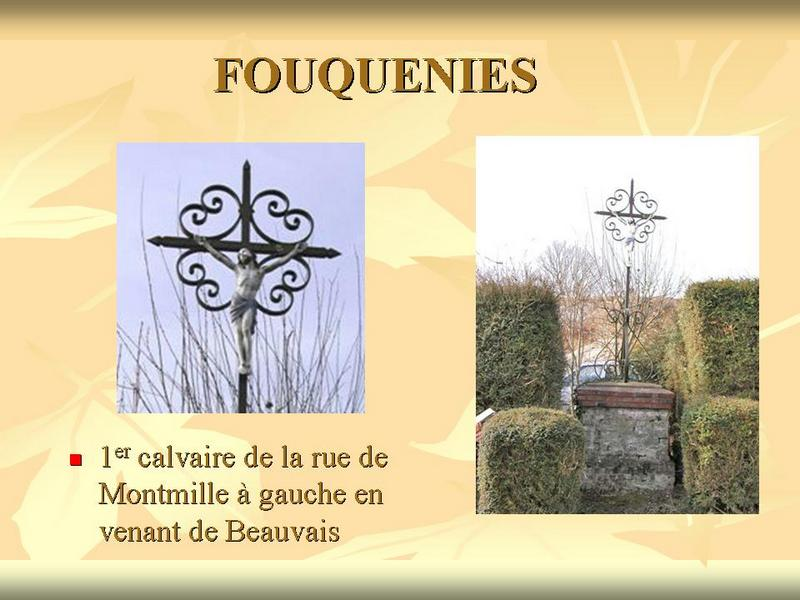 FOUQUENIES
1er calvaire de la rue de
Montmille à gauche en
venant de Beauvais